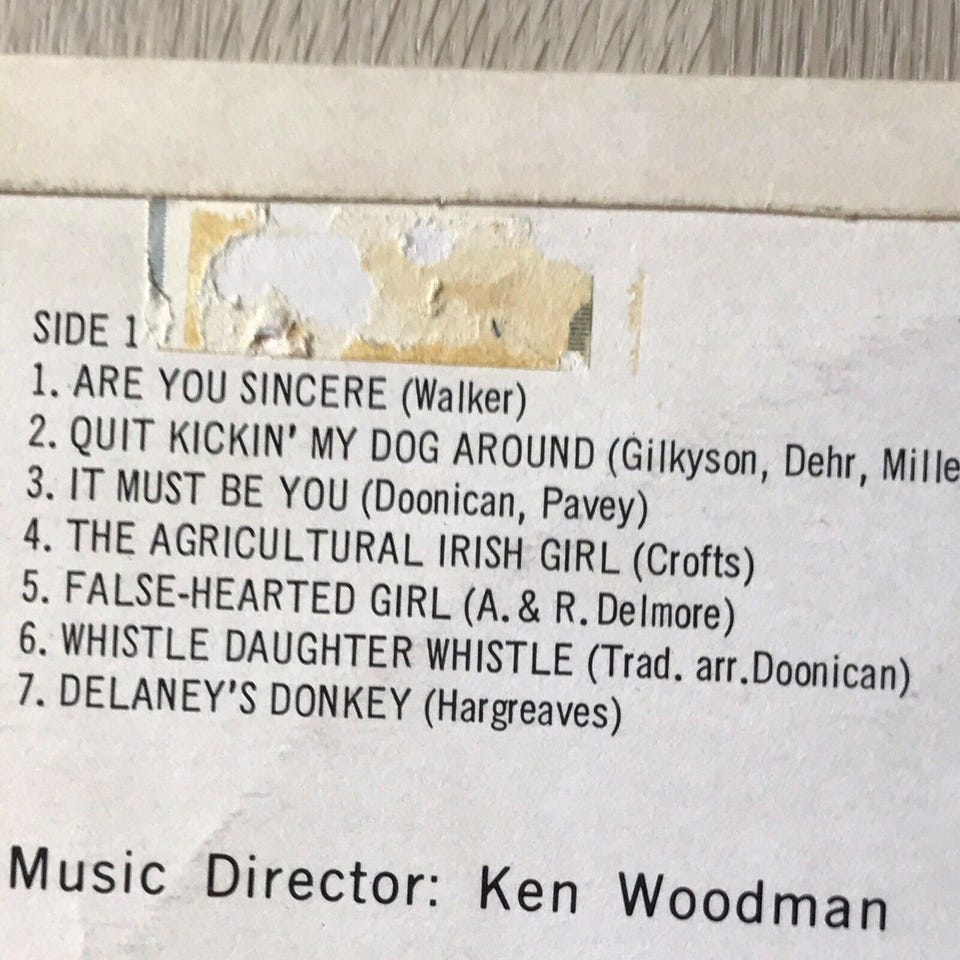 SIDE 1
1. ARE YOU SINCERE (Walker)
2. QUIT KICKIN' MY DOG AROUND (Gilkyson, Dehr, Mille
3. IT MUST BE YOU (Doonican, Pavey)
4. THE AGRICULTURAL IRISH GIRL (Crofts)
5. FALSE-HEARTED GIRL (A. & R. Delmore)
6. WHISTLE DAUGHTER WHISTLE (Trad. arr.Doonican)
7. DELANEY'S DONKEY (Hargreaves)
Music Director: Ken Woodman